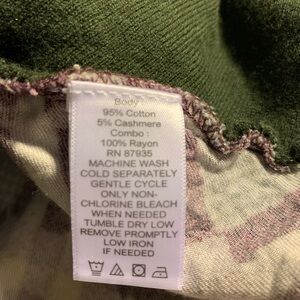 Body :
95% Cotton
5% Cashmere
Combo :
100% Rayon
RN 87935
MACHINE WASH
COLD SEPARATELY
GENTLE CYCLE
ONLY NON-
CHLORINE BLEACH
WHEN NEEDED
TUMBLE DRY LOW
REMOVE PROMPTLY
LOW IRON
IF NEEDED